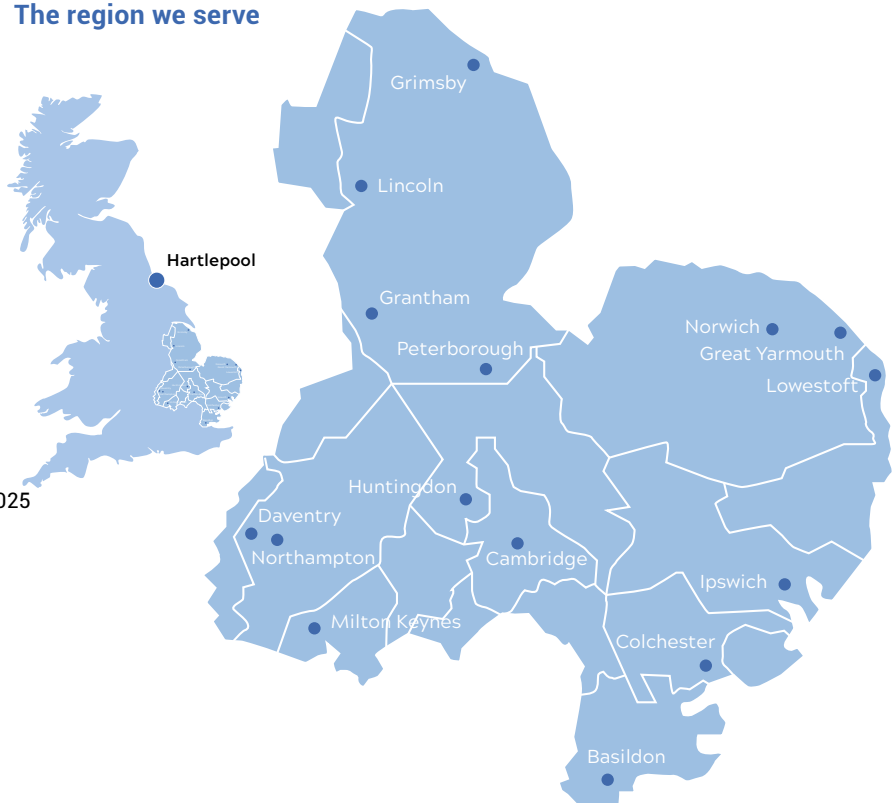 The region we serve
Grimsby
Lincoln
Hartlepool
Grantham
Norwich
Peterborough
Great Yarmouth
Lowestoft
Huntingdon
025
Daventry
Northampton
Cambridge
Ipswich
Milton Keynes
Colchester
Basildon